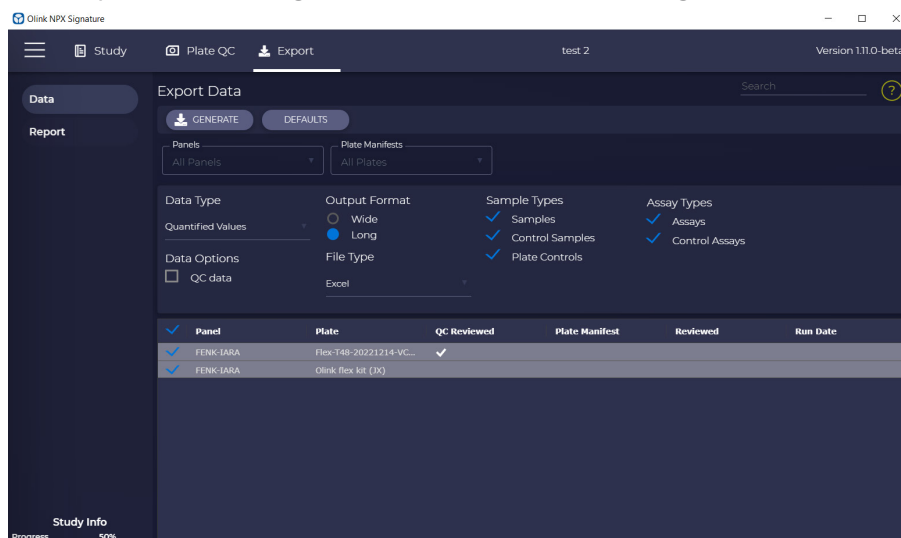 Olink NPX Signature
Study Plate QC Export test 2 Version 1.11.0-beta
Data
Report
Export Data Search ?
GENERATE DEFAULTS
Panels Plate Manifests
All Panels All Plates
Data Type Output Format Sample Types Assay Types
Quantified Values Wide Samples Assays
Long Control Samples Control Assays
Data Options File Type Plate Controls
QC data Excel
Panel Plate QC Reviewed Plate Manifest Reviewed Run Date
FENK-IARA Flex-T48-20221214-VC...
FENK-IARA Olink flex kit (JX)
Study Info
Progress 50%